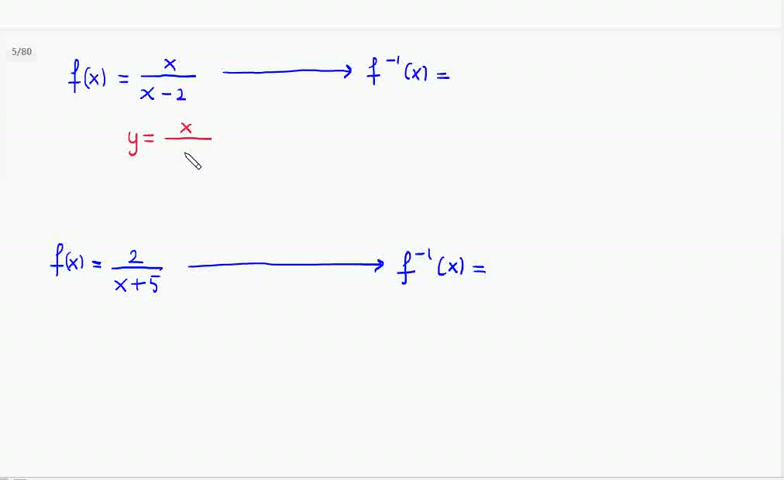 5/80
f(x) = x/(x-2) ⟶ f⁻¹(x) =
y = x/
f(x) = 2/(x+5) ⟶ f⁻¹(x) =